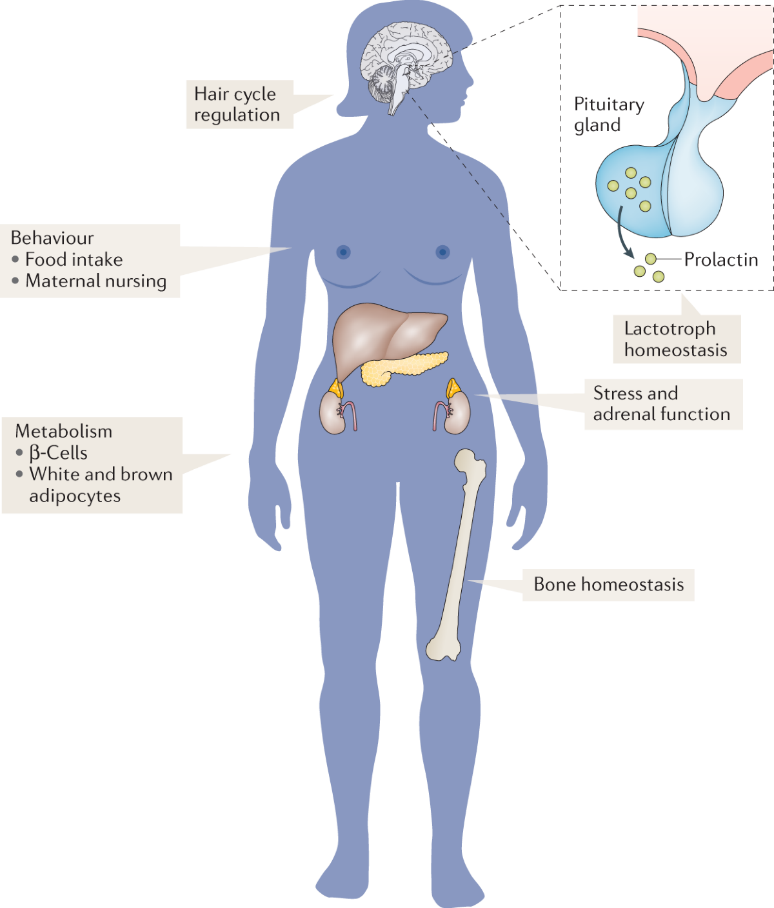 Hair cycle
regulation
Pituitary
gland
Prolactin
Behaviour
• Food intake
• Maternal nursing
Lactotroph
homeostasis
Stress and
adrenal function
Metabolism
• β-Cells
• White and brown
adipocytes
Bone homeostasis